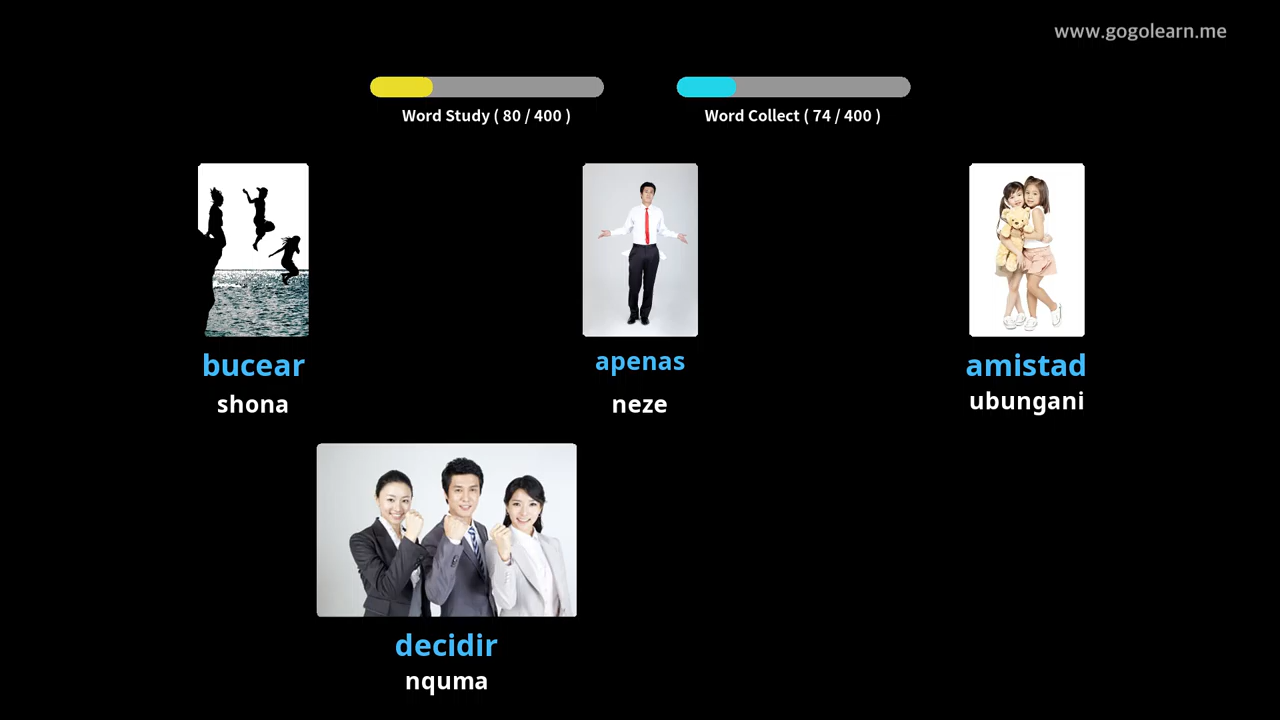 www.gogolearn.me
Word Study ( 80 / 400 )
Word Collect ( 74 / 400 )
bucear
shona
apenas
neze
amistad
ubungani
decidir
nquma